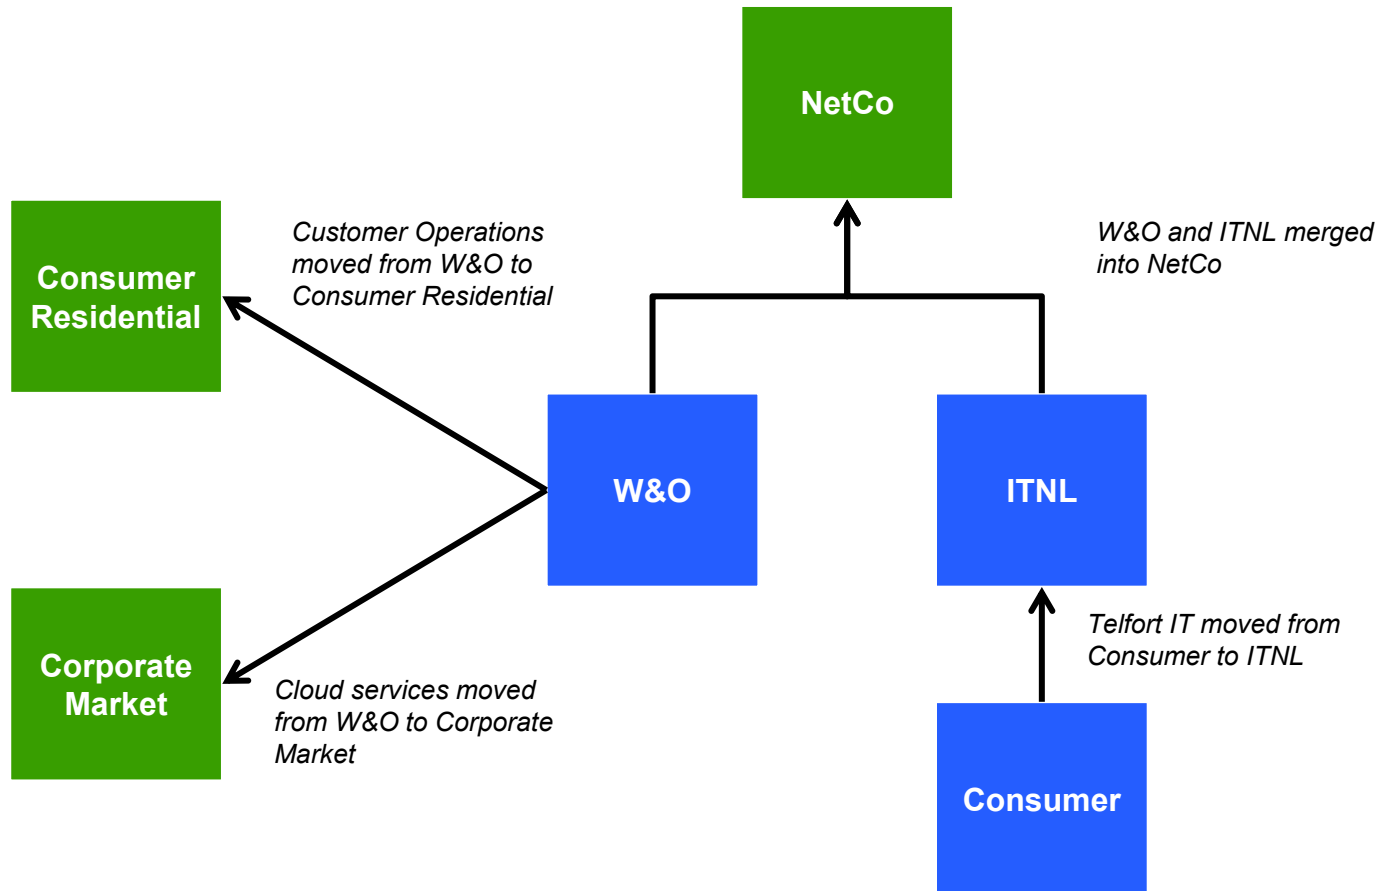 NetCo
Customer Operations
moved from W&O to
Consumer Residential
W&O and ITNL merged
into NetCo
Consumer
Residential
W&O
ITNL
Telfort IT moved from
Consumer to ITNL
Corporate
Market
Cloud services moved
from W&O to Corporate
Market
Consumer